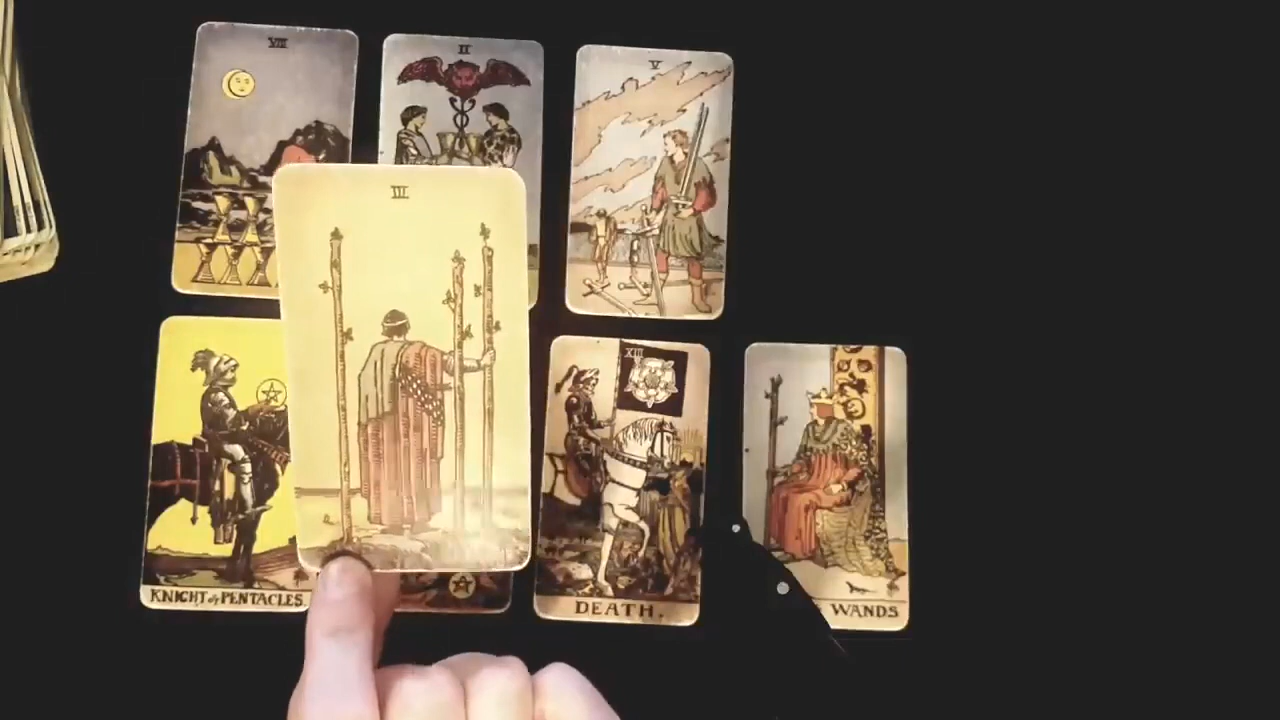 VIII
II
V
III
KNIGHT of PENTACLES.
XIII
DEATH.
WANDS